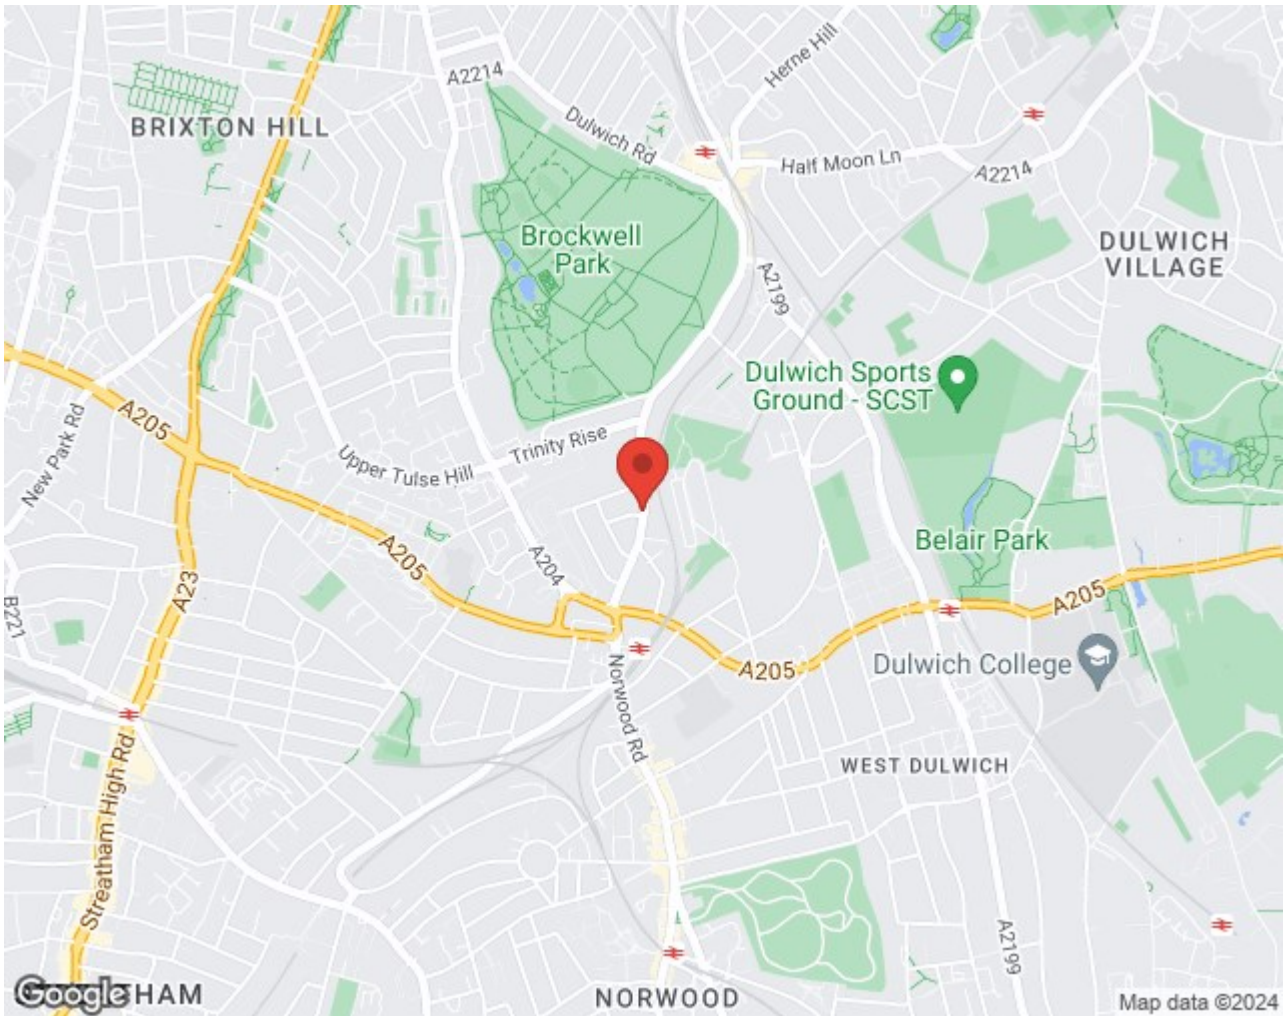 A2214
Herne Hill
BRIXTON HILL
Dulwich Rd
Half Moon Ln
A2214
Brockwell
Park
DULWICH
VILLAGE
A2199
Dulwich Sports
Ground - SCST
A205
New Park Rd
Trinity Rise
Upper Tulse Hill
A205
A204
Belair Park
A23
B221
A205
Dulwich College
A205
Norwood Rd
WEST DULWICH
Streatham High Rd
A2199
Google
THAM
NORWOOD
Map data ©2024